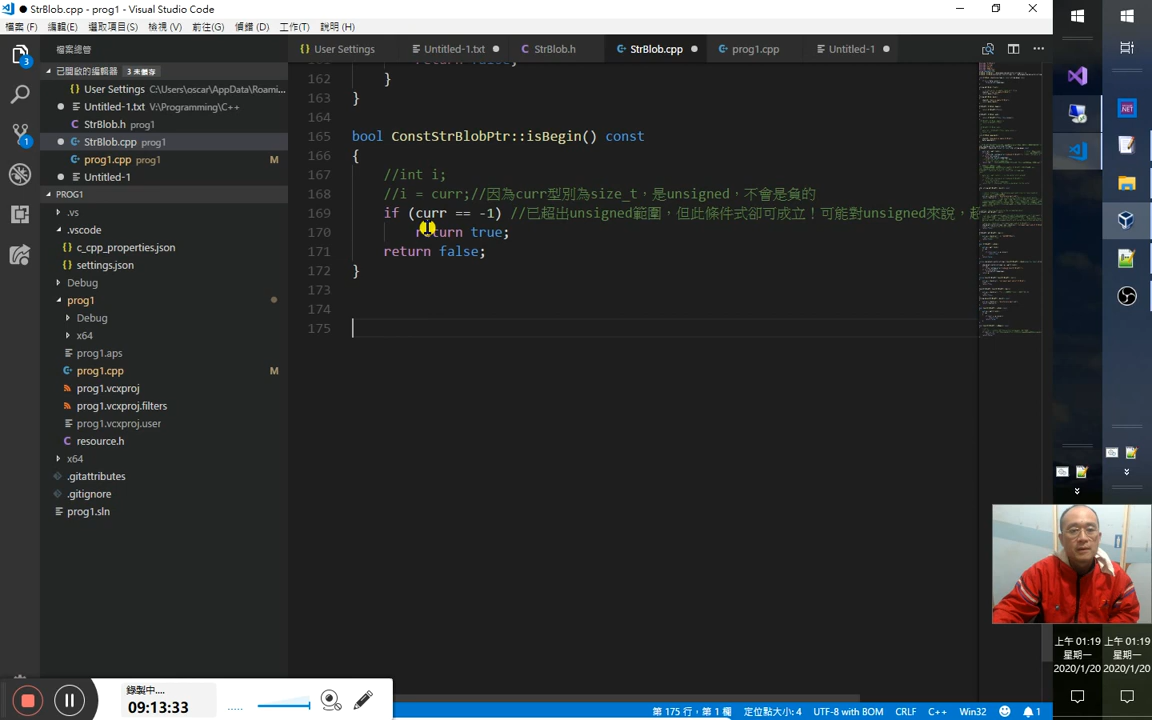 ● StrBlob.cpp - prog1 - Visual Studio Code
檔案(F) 編輯(E) 選取項目(S) 檢視(V) 前往(G) 偵錯(D) 工作(T) 說明(H)
檔案總管
User Settings
Untitled-1.txt
StrBlob.h
StrBlob.cpp
prog1.cpp
Untitled-1
已開啟的編輯器 3 未儲存
User Settings C:\Users\oscar\AppData\Roami...
Untitled-1.txt V:\Programming\C++
StrBlob.h prog1
StrBlob.cpp prog1
prog1.cpp prog1 M
Untitled-1
PROG1
.vs
.vscode
c_cpp_properties.json
settings.json
Debug
prog1
Debug
x64
prog1.aps
prog1.cpp M
prog1.vcxproj
prog1.vcxproj.filters
prog1.vcxproj.user
resource.h
x64
.gitattributes
.gitignore
prog1.sln
3
1
162 }
163 }
164
165 bool ConstStrBlobPtr::isBegin() const
166 {
167 //int i;
168 //i = curr;//因為curr型別為size_t，是unsigned，不會是負的
169 if (curr == -1) //已超出unsigned範圍，但此條件式卻可成立！可能對unsigned來說，
170 return true;
171 return false;
172 }
173
174
175
錄製中....
09:13:33
第 175 行，第 1 欄 定位點大小: 4 UTF-8 with BOM CRLF C++ Win32 1
.NET
上午 01:19
星期一
2020/1/20
上午 01:19
星期一
2020/1/20